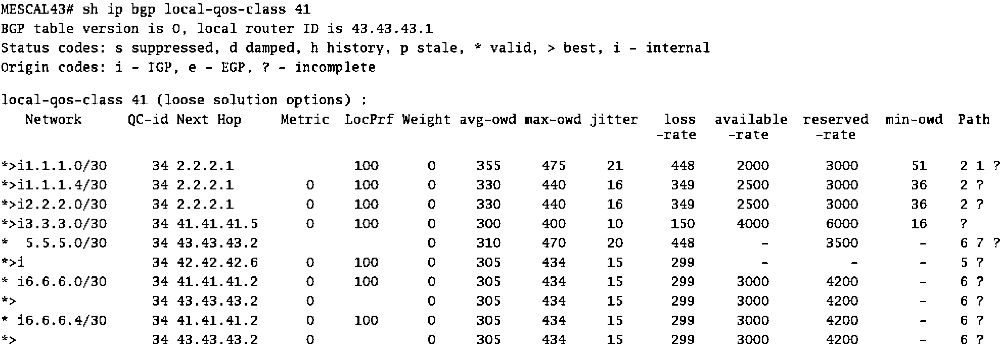 MESCAL43# sh ip bgp local-qos-class 41
BGP table version is 0, local router ID is 43.43.43.1
Status codes: s suppressed, d damped, h history, p stale, * valid, > best, i - internal
Origin codes: i - IGP, e - EGP, ? - incomplete
local-qos-class 41 (loose solution options) :
Network QC-id Next Hop Metric LocPrf Weight avg-owd max-owd jitter loss available reserved min-owd Path
-rate -rate -rate
*>i1.1.1.0/30 34 2.2.2.1 100 0 355 475 21 448 2000 3000 51 2 1 ?
*>i1.1.1.4/30 34 2.2.2.1 0 100 0 330 440 16 349 2500 3000 36 2 ?
*>i2.2.2.0/30 34 2.2.2.1 0 100 0 330 440 16 349 2500 3000 36 2 ?
*>i3.3.3.0/30 34 41.41.41.5 0 100 0 300 400 10 150 4000 6000 16 ?
* 5.5.5.0/30 34 43.43.43.2 0 310 470 20 448 - 3500 - 6 7 ?
*>i 34 42.42.42.6 0 100 0 305 434 15 299 - - - 5 ?
* i6.6.6.0/30 34 41.41.41.2 0 100 0 305 434 15 299 3000 4200 - 6 ?
*> 34 43.43.43.2 0 0 305 434 15 299 3000 4200 - 6 ?
* i6.6.6.4/30 34 41.41.41.2 0 100 0 305 434 15 299 3000 4200 - 6 ?
*> 34 43.43.43.2 0 0 305 434 15 299 3000 4200 - 6 ?